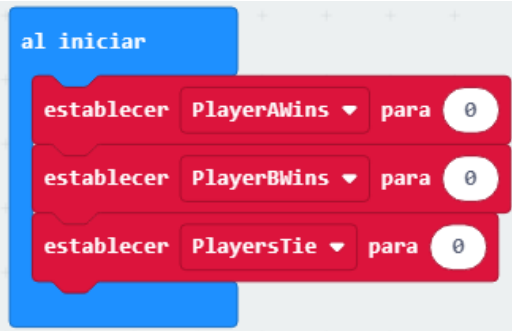 al iniciar
establecer PlayerAWins para 0
establecer PlayerBWins para 0
establecer PlayersTie para 0